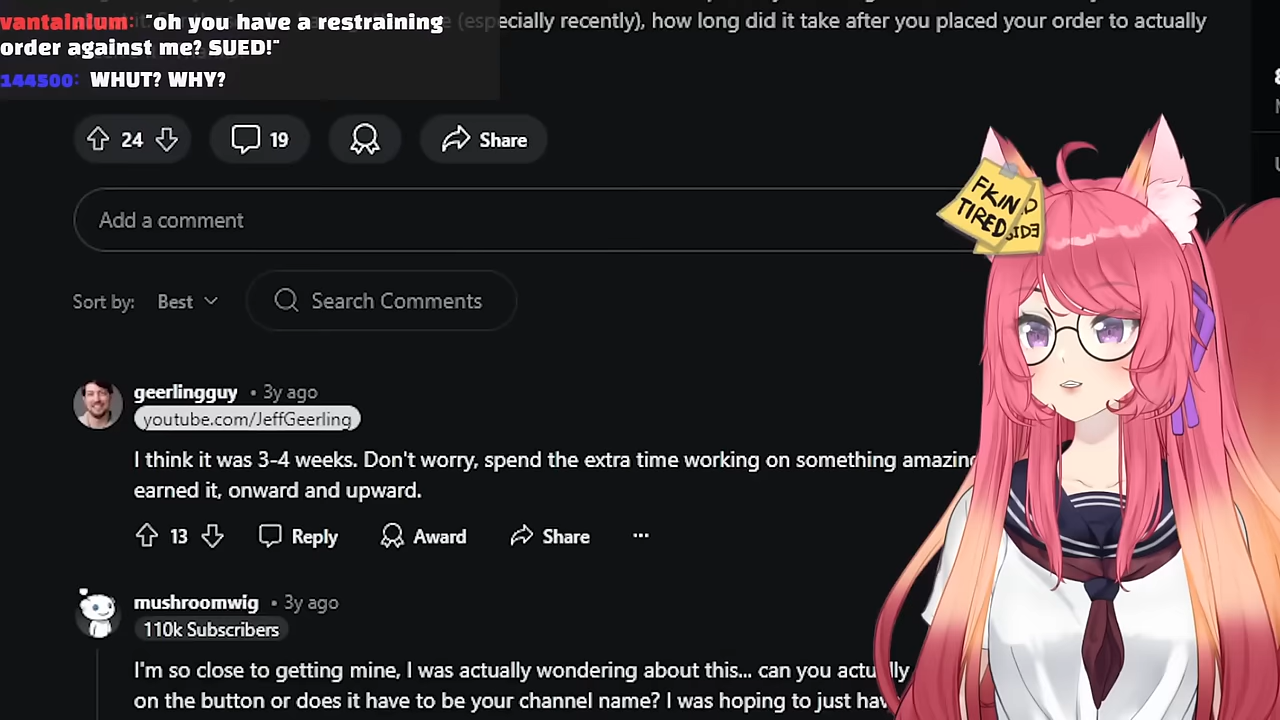 vantainium: "oh you have a restraining
order against me? SUED!"
144500: WHUT? WHY?
(especially recently), how long did it take after you placed your order to actually
24
19
Share
Add a comment
Sort by: Best
Search Comments
FKIN
TIRED
geerlingguy • 3y ago
youtube.com/JeffGeerling
I think it was 3-4 weeks. Don't worry, spend the extra time working on something amazing
earned it, onward and upward.
13
Reply
Award
Share
mushroomwig • 3y ago
110k Subscribers
I'm so close to getting mine, I was actually wondering about this... can you actually
on the button or does it have to be your channel name? I was hoping to just hav